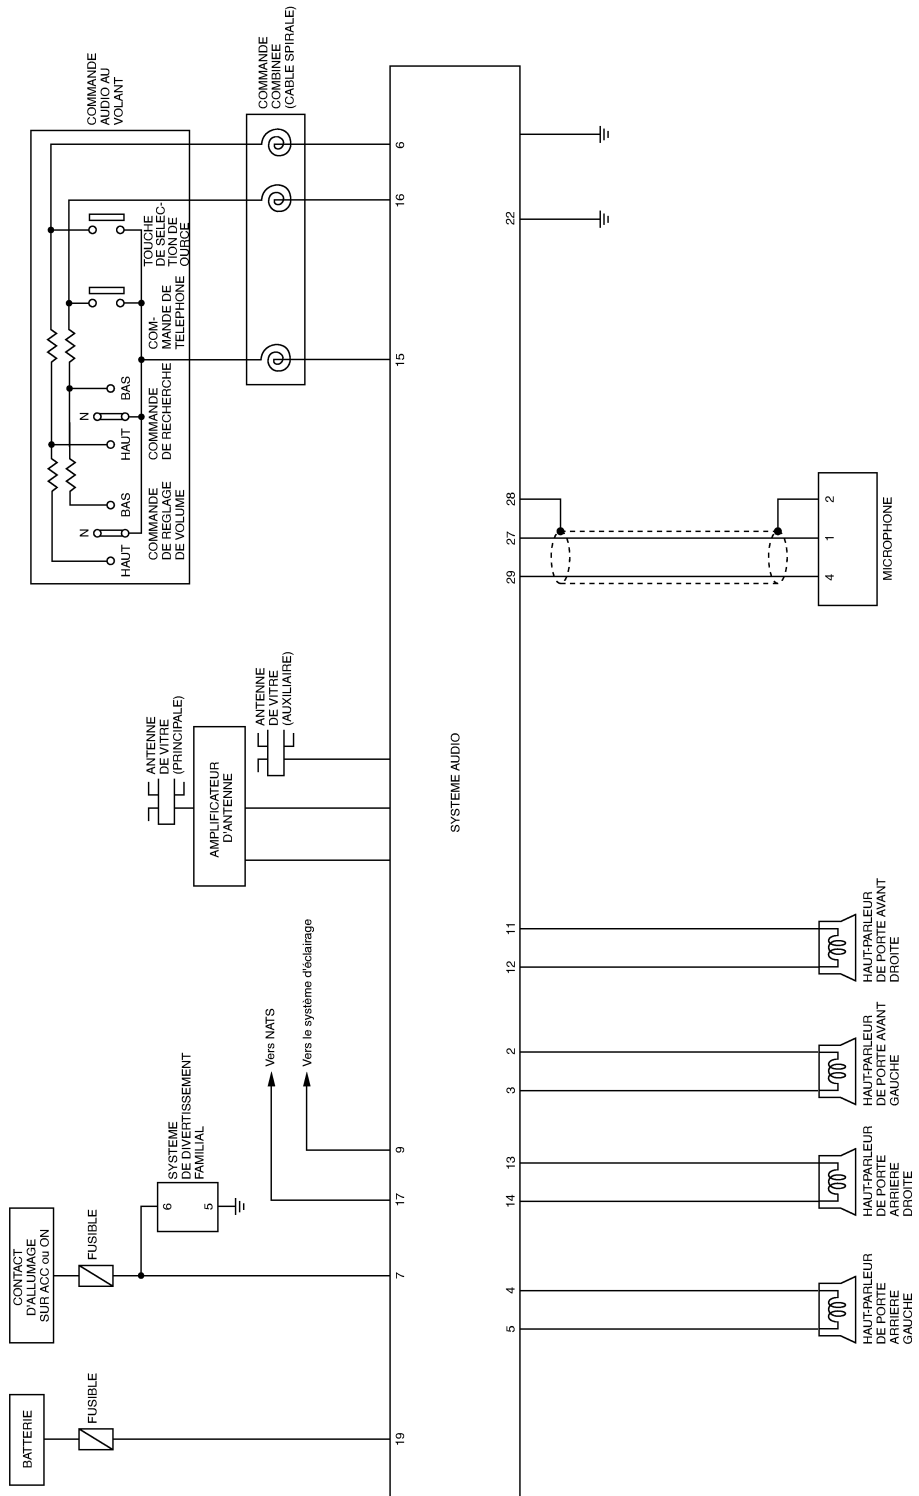 BATTERIE
FUSIBLE
19
CONTACT
D'ALLUMAGE
SUR ACC ou ON
FUSIBLE
7
SYSTEME
DE DIVERTISSEMENT
FAMILIAL
6
5
17
9
Vers NATS
Vers le système d'éclairage
ANTENNE
DE VITRE
(PRINCIPALE)
AMPLIFICATEUR
D'ANTENNE
ANTENNE
DE VITRE
(AUXILIAIRE)
COMMANDE
AUDIO AU
VOLANT
HAUT
N
BAS
COMMANDE
DE REGLAGE
DE VOLUME
HAUT
N
BAS
COMMANDE
DE RECHERCHE
COM-
MANDE DE
TELEPHONE
TOUCHE
DE SELEC-
TION DE
OURCE
COMMANDE
COMBINEE
(CABLE SPIRALE)
15
16
6
SYSTEME AUDIO
5
4
HAUT-PARLEUR
DE PORTE
ARRIERE
GAUCHE
14
13
HAUT-PARLEUR
DE PORTE
ARRIERE
DROITE
3
2
HAUT-PARLEUR
DE PORTE AVANT
GAUCHE
12
11
HAUT-PARLEUR
DE PORTE AVANT
DROITE
29
27
28
4
1
2
MICROPHONE
22